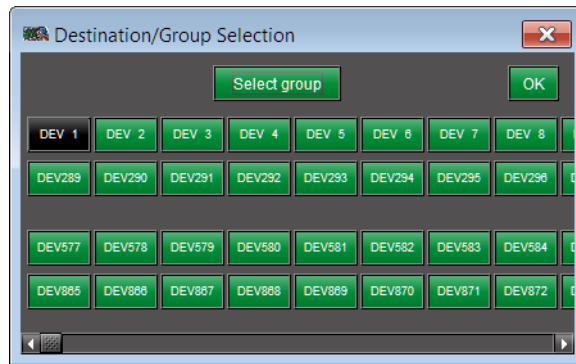 Destination/Group Selection
Select group OK
DEV 1 DEV 2 DEV 3 DEV 4 DEV 5 DEV 6 DEV 7 DEV 8
DEV289 DEV290 DEV291 DEV292 DEV293 DEV294 DEV295 DEV296
DEV577 DEV578 DEV579 DEV580 DEV581 DEV582 DEV583 DEV584
DEV865 DEV866 DEV867 DEV868 DEV869 DEV870 DEV871 DEV872